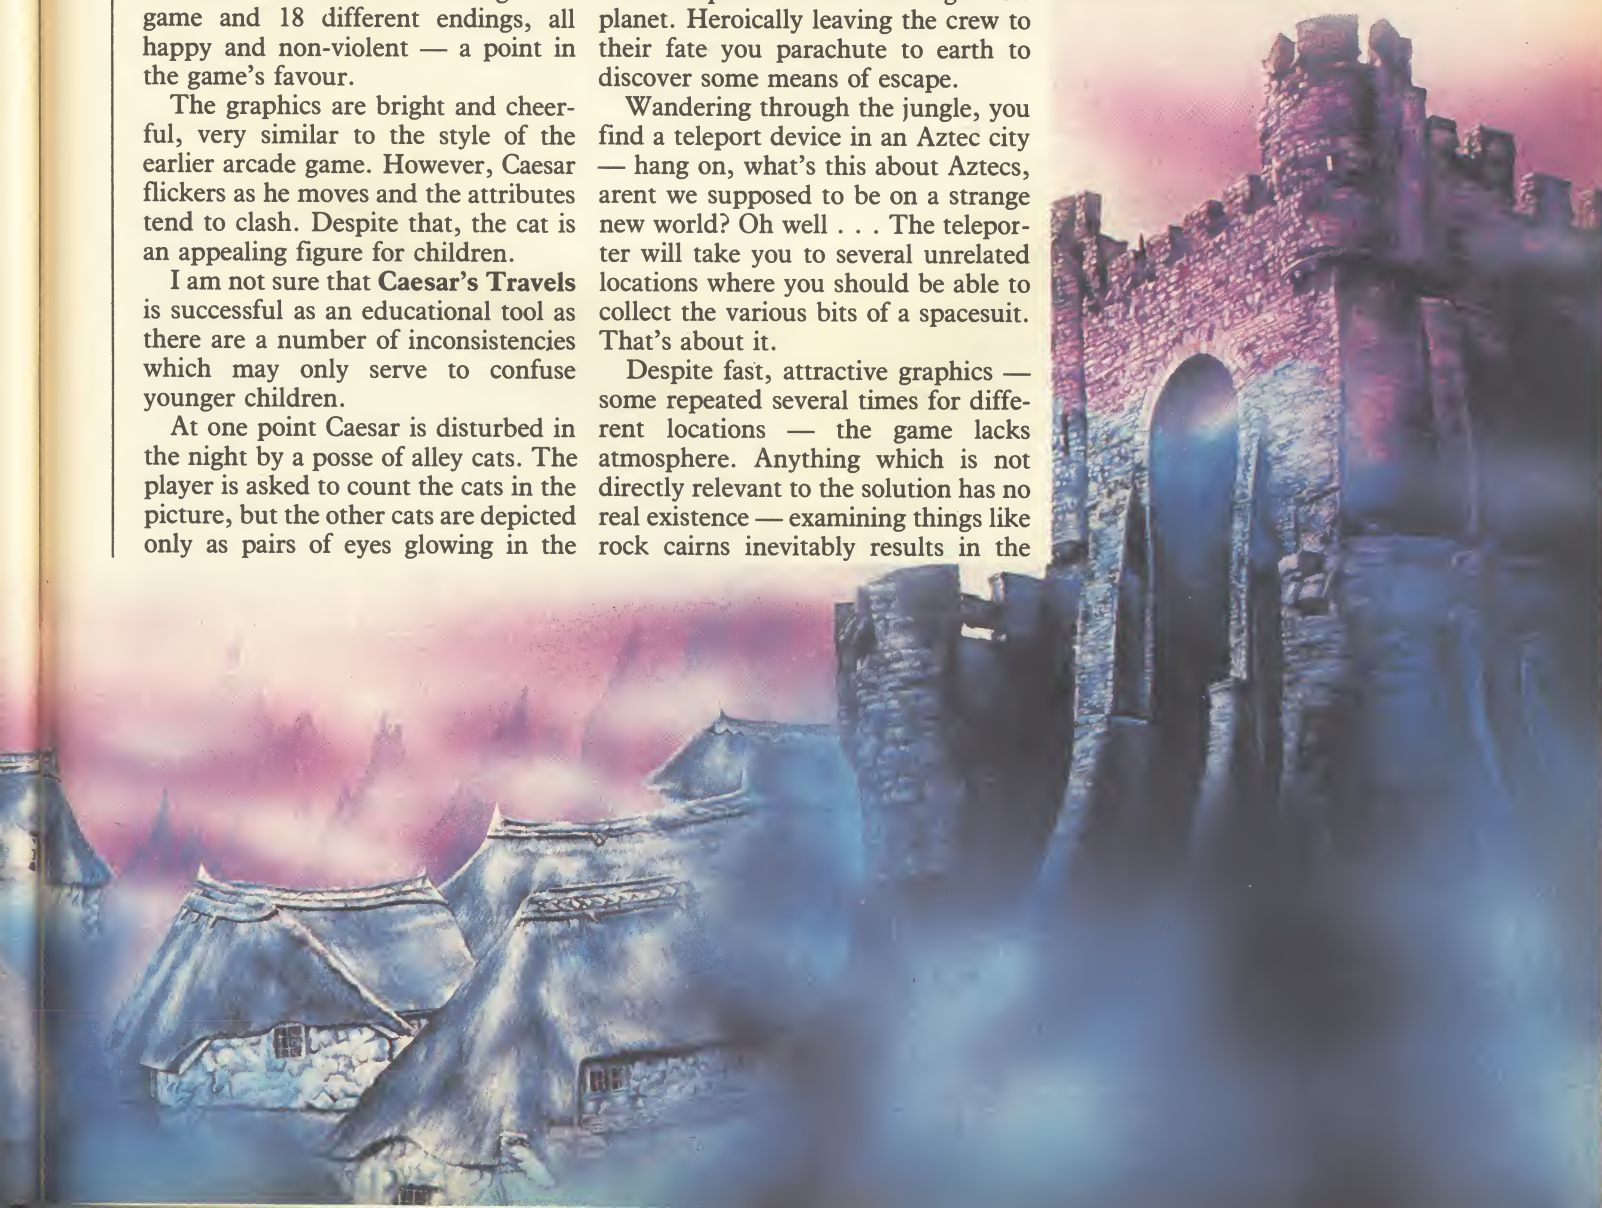 game and 18 different endings, all
happy and non-violent — a point in
the game's favour.
The graphics are bright and cheer-
ful, very similar to the style of the
earlier arcade game. However, Caesar
flickers as he moves and the attributes
tend to clash. Despite that, the cat is
an appealing figure for children.
I am not sure that Caesar's Travels
is successful as an educational tool as
there are a number of inconsistencies
which may only serve to confuse
younger children.
At one point Caesar is disturbed in
the night by a posse of alley cats. The
player is asked to count the cats in the
picture, but the other cats are depicted
only as pairs of eyes glowing in the
planet. Heroically leaving the crew to
their fate you parachute to earth to
discover some means of escape.
Wandering through the jungle, you
find a teleport device in an Aztec city
— hang on, what's this about Aztecs,
arent we supposed to be on a strange
new world? Oh well . . . The telepor-
ter will take you to several unrelated
locations where you should be able to
collect the various bits of a spacesuit.
That's about it.
Despite fast, attractive graphics —
some repeated several times for diffe-
rent locations — the game lacks
atmosphere. Anything which is not
directly relevant to the solution has no
real existence — examining things like
rock cairns inevitably results in the